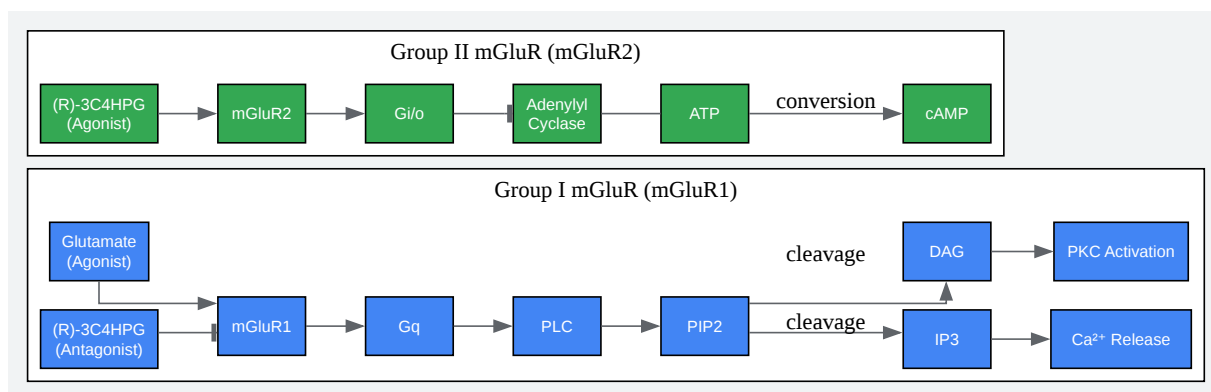 Group II mGluR (mGluR2)
(R)-3C4HPG
(Agonist)
mGluR2
Gi/o
Adenylyl
Cyclase
ATP
conversion
cAMP
Group I mGluR (mGluR1)
Glutamate
(Agonist)
cleavage
DAG
PKC Activation
(R)-3C4HPG
(Antagonist)
mGluR1
Gq
PLC
PIP2
cleavage
IP3
Ca²⁺ Release